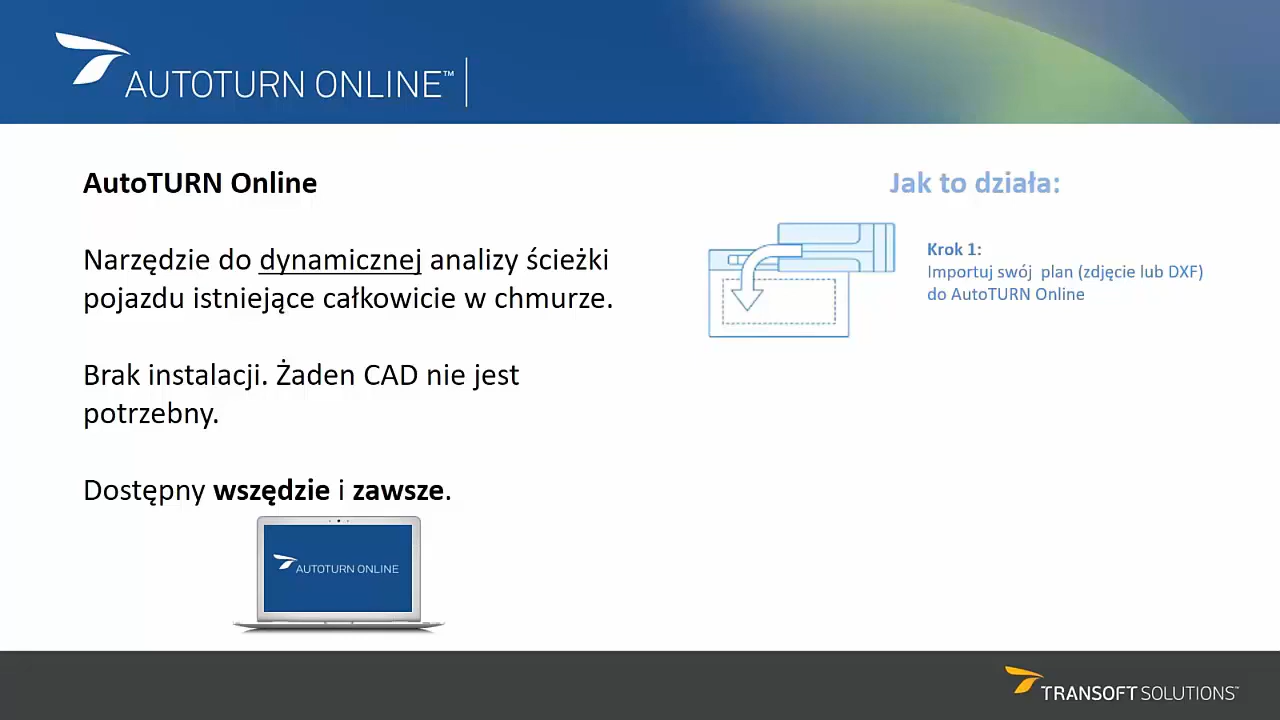 AUTOTURN ONLINE™
AutoTURN Online
Narzędzie do dynamicznej analizy ścieżki
pojazdu istniejące całkowicie w chmurze.
Brak instalacji. Żaden CAD nie jest
potrzebny.
Dostępny wszędzie i zawsze.
AUTOTURN ONLINE
Jak to działa:
Krok 1:
Importuj swój plan (zdjęcie lub DXF)
do AutoTURN Online
TRANSOFT SOLUTIONS™